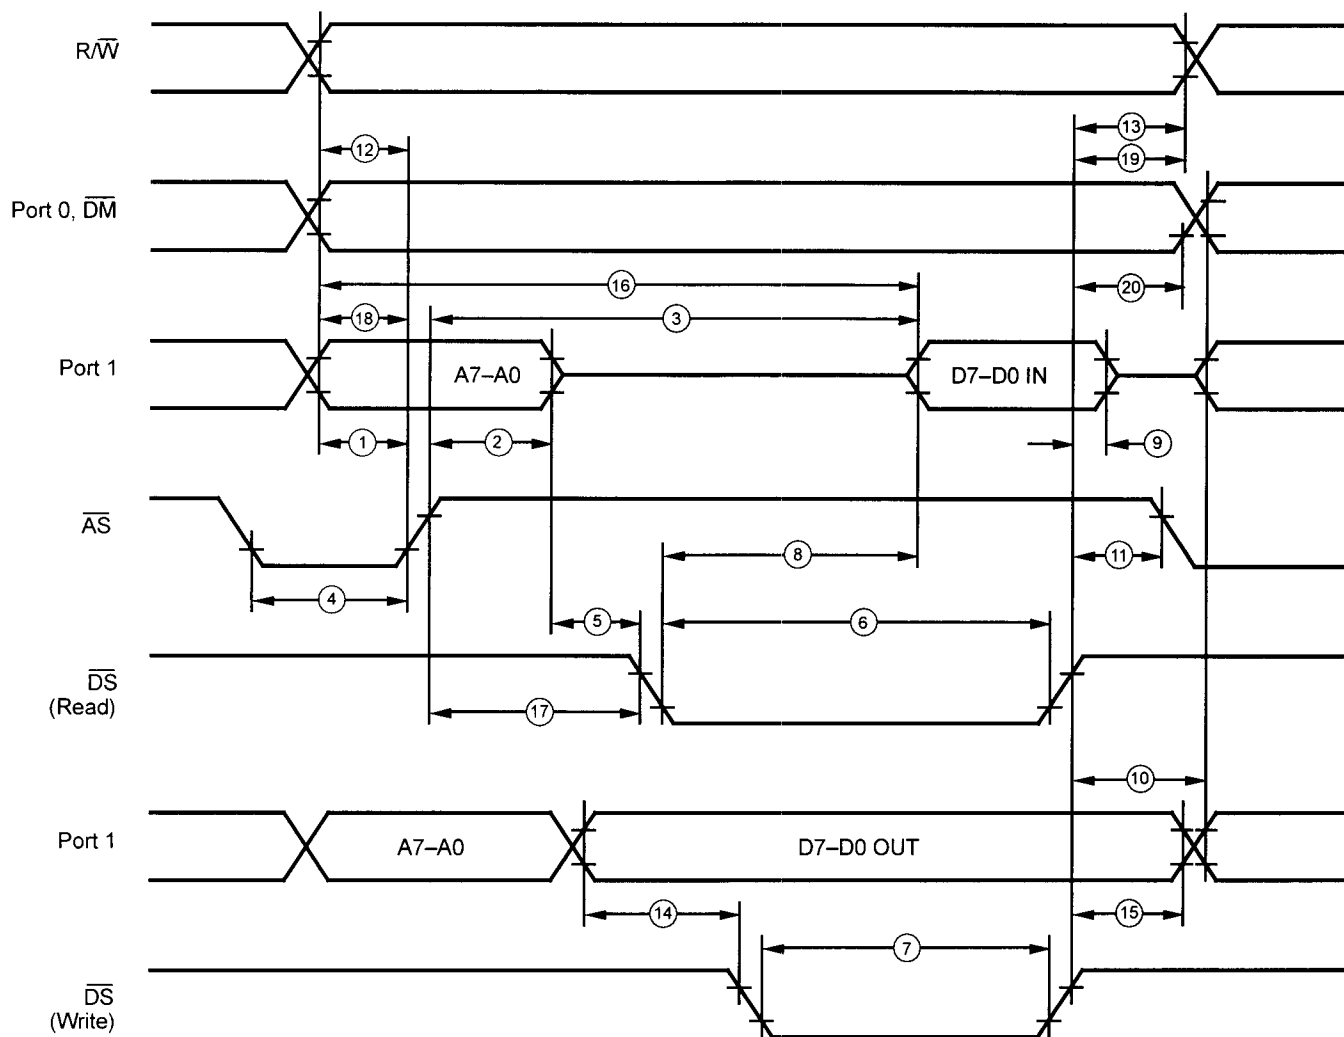 R/W̅
12
13
19
Port 0, D̅M̅
16
20
18
3
Port 1
A7–A0
D7–D0 IN
1
2
9
A̅S̅
8
11
4
5
6
D̅S̅
(Read)
17
10
Port 1
A7–A0
D7–D0 OUT
14
15
7
D̅S̅
(Write)